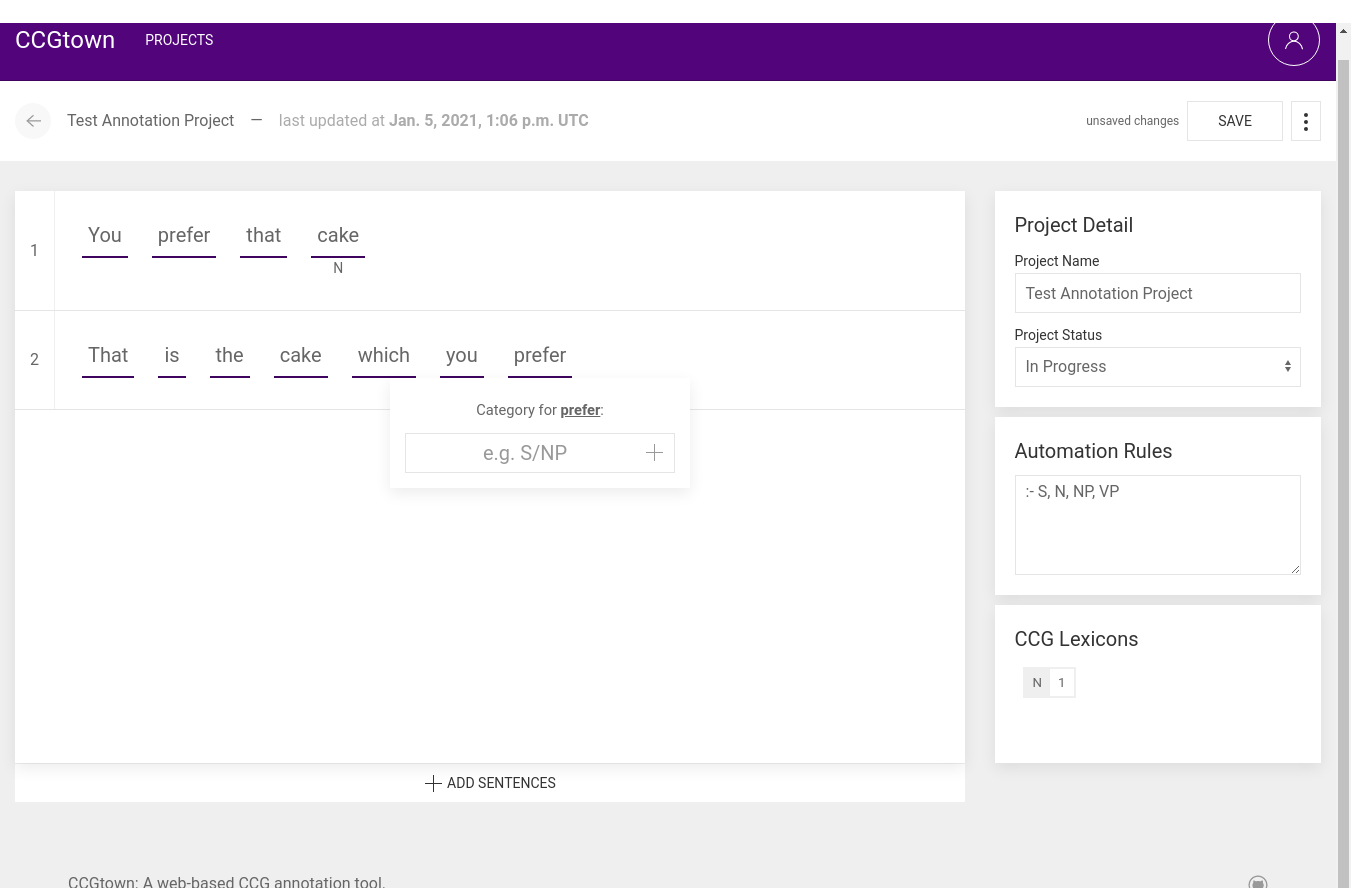 CCGtown PROJECTS
Test Annotation Project — last updated at Jan. 5, 2021, 1:06 p.m. UTC unsaved changes SAVE
1 You prefer that cake
N
2 That is the cake which you prefer
Category for prefer:
e.g. S/NP
ADD SENTENCES
Project Detail
Project Name
Test Annotation Project
Project Status
In Progress
Automation Rules
:- S, N, NP, VP
CCG Lexicons
N 1
CCGtown: A web-based CCG annotation tool.